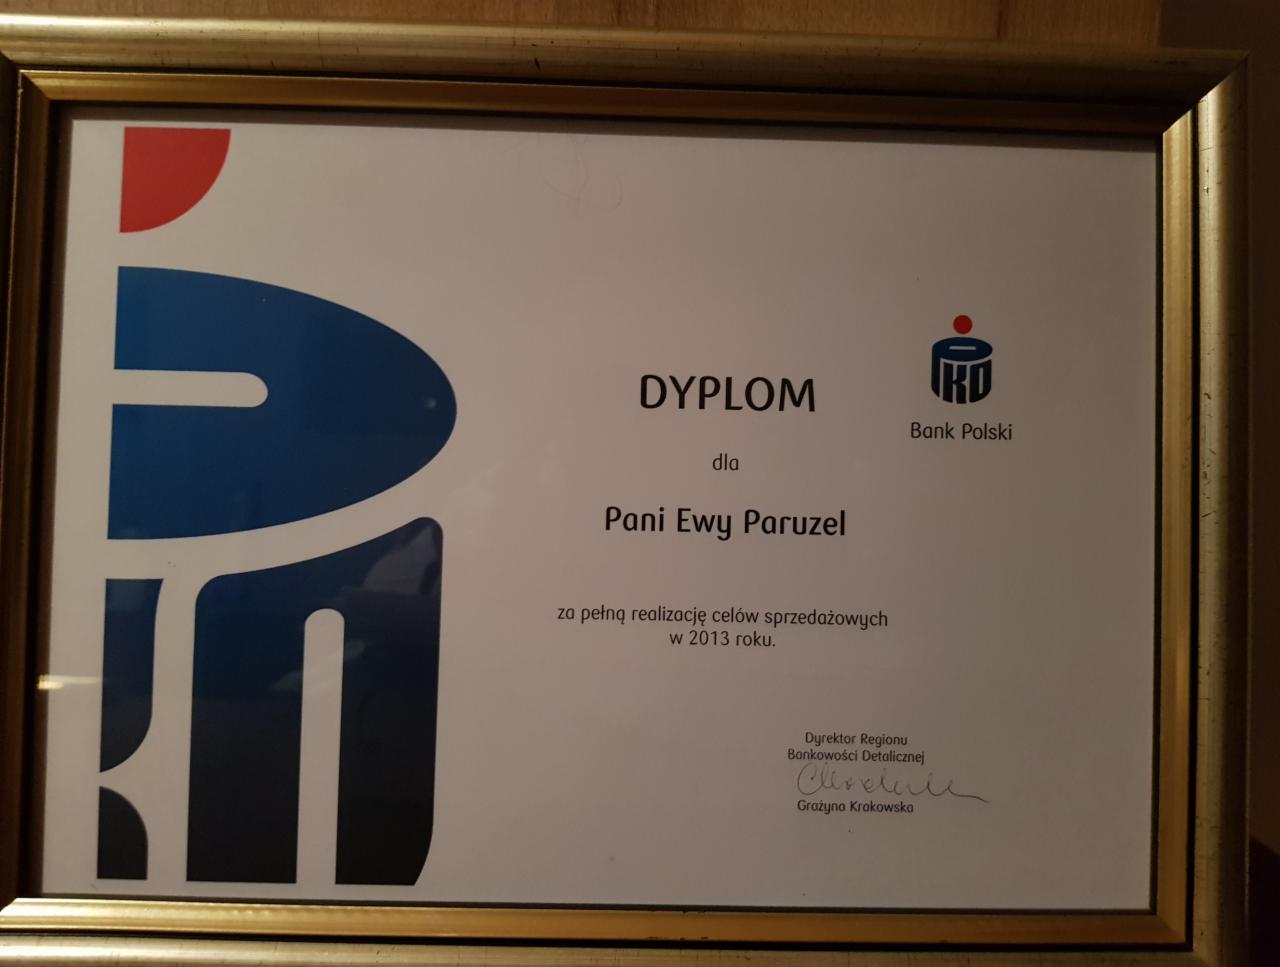 DYPLOM
PKO
Bank Polski
dla
Pani Ewy Paruzel
za pełną realizację celów sprzedażowych
w 2013 roku.
Dyrektor Regionu
Bankowości Detalicznej
Grażyna Krakowska